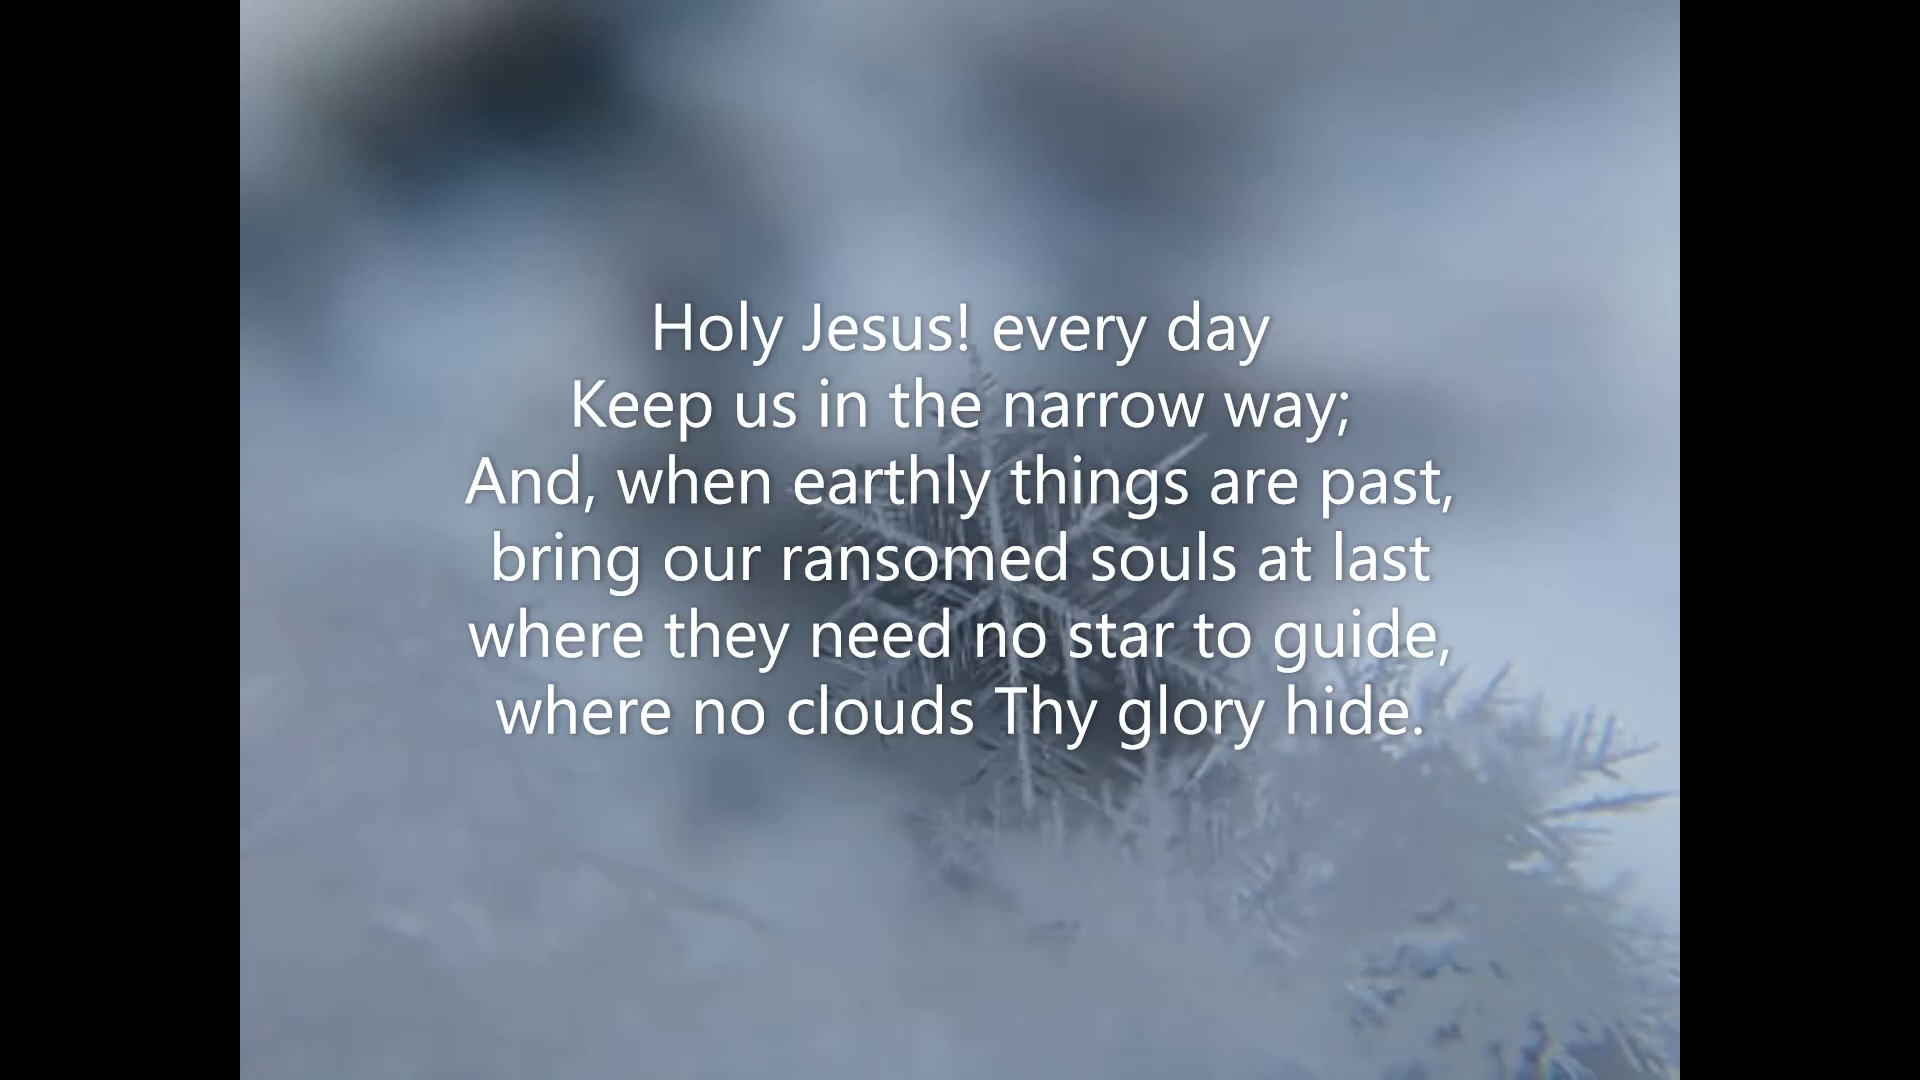 Holy Jesus! every day
Keep us in the narrow way;
And, when earthly things are past,
bring our ransomed souls at last
where they need no star to guide,
where no clouds Thy glory hide.